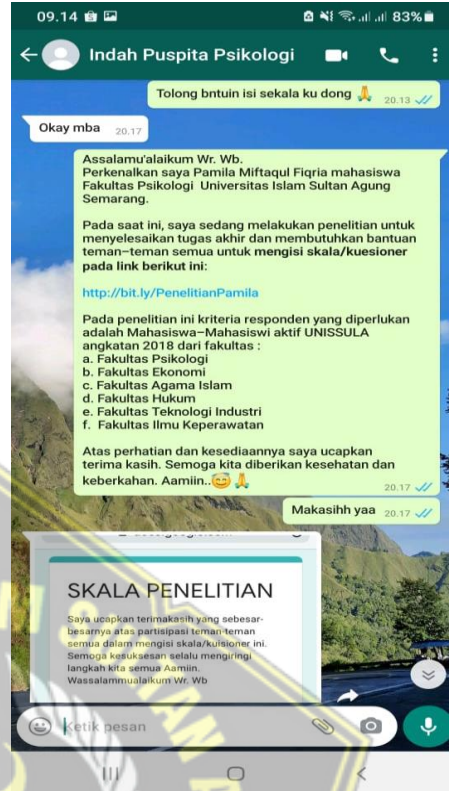 09.14
83%
Indah Puspita Psikologi
Tolong bntuin isi sekala ku dong 🙏 20.13
Okay mba 20.17
Assalamu'alaikum Wr. Wb.
Perkenalkan saya Pamila Miftaqul Fiqria mahasiswa
Fakultas Psikologi Universitas Islam Sultan Agung
Semarang.
Pada saat ini, saya sedang melakukan penelitian untuk
menyelesaikan tugas akhir dan membutuhkan bantuan
teman-teman semua untuk mengisi skala/kuesioner
pada link berikut ini:
http://bit.ly/PenelitianPamila
Pada penelitian ini kriteria responden yang diperlukan
adalah Mahasiswa-Mahasiswi aktif UNISSULA
angkatan 2018 dari fakultas :
a. Fakultas Psikologi
b. Fakultas Ekonomi
c. Fakultas Agama Islam
d. Fakultas Hukum
e. Fakultas Teknologi Industri
f. Fakultas Ilmu Keperawatan
Atas perhatian dan kesediaannya saya ucapkan
terima kasih. Semoga kita diberikan kesehatan dan
keberkahan. Aamiin..😅🙏
20.17
Makasihh yaa 20.17
SKALA PENELITIAN
Saya ucapkan terimakasih yang sebesar-
besarnya atas partisipasi teman-teman
semua dalam mengisi skala/kuisioner ini.
Semoga kesuksesan selalu mengiringi
langkah kita semua Aamiin.
Wassalammualaikum Wr. Wb
Ketik pesan